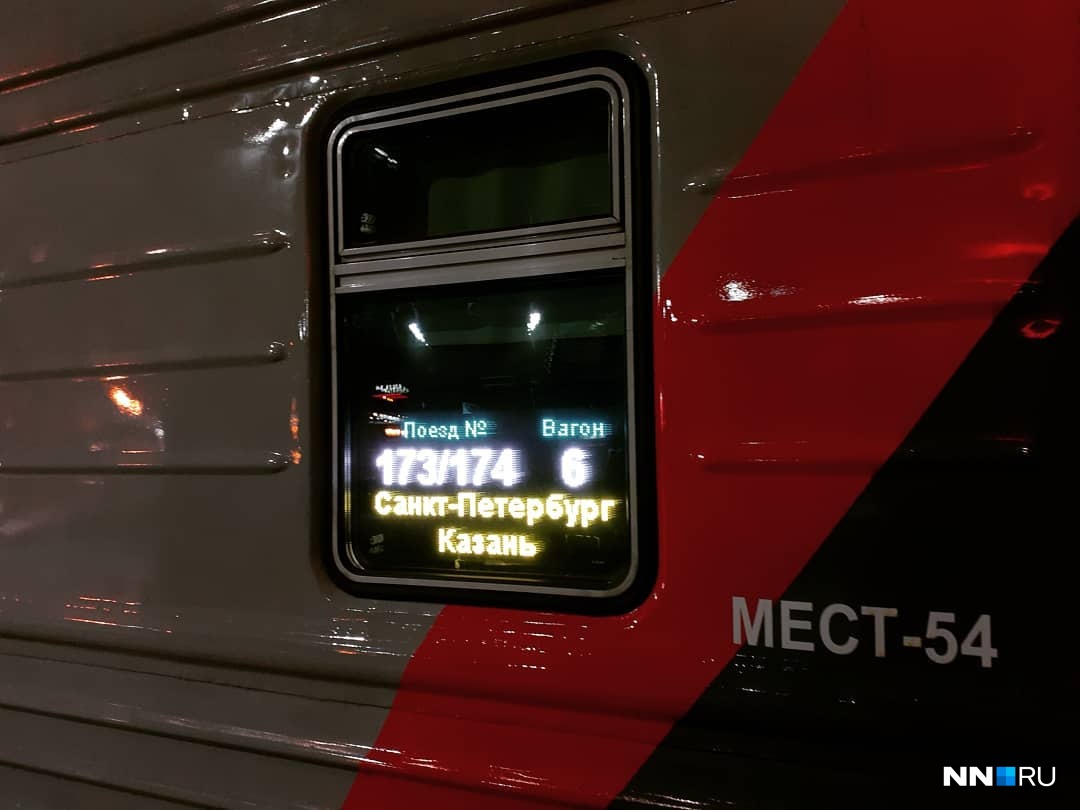 Поезд № Вагон
173/174 6
Санкт-Петербург
Казань
МЕСТ-54
NN RU